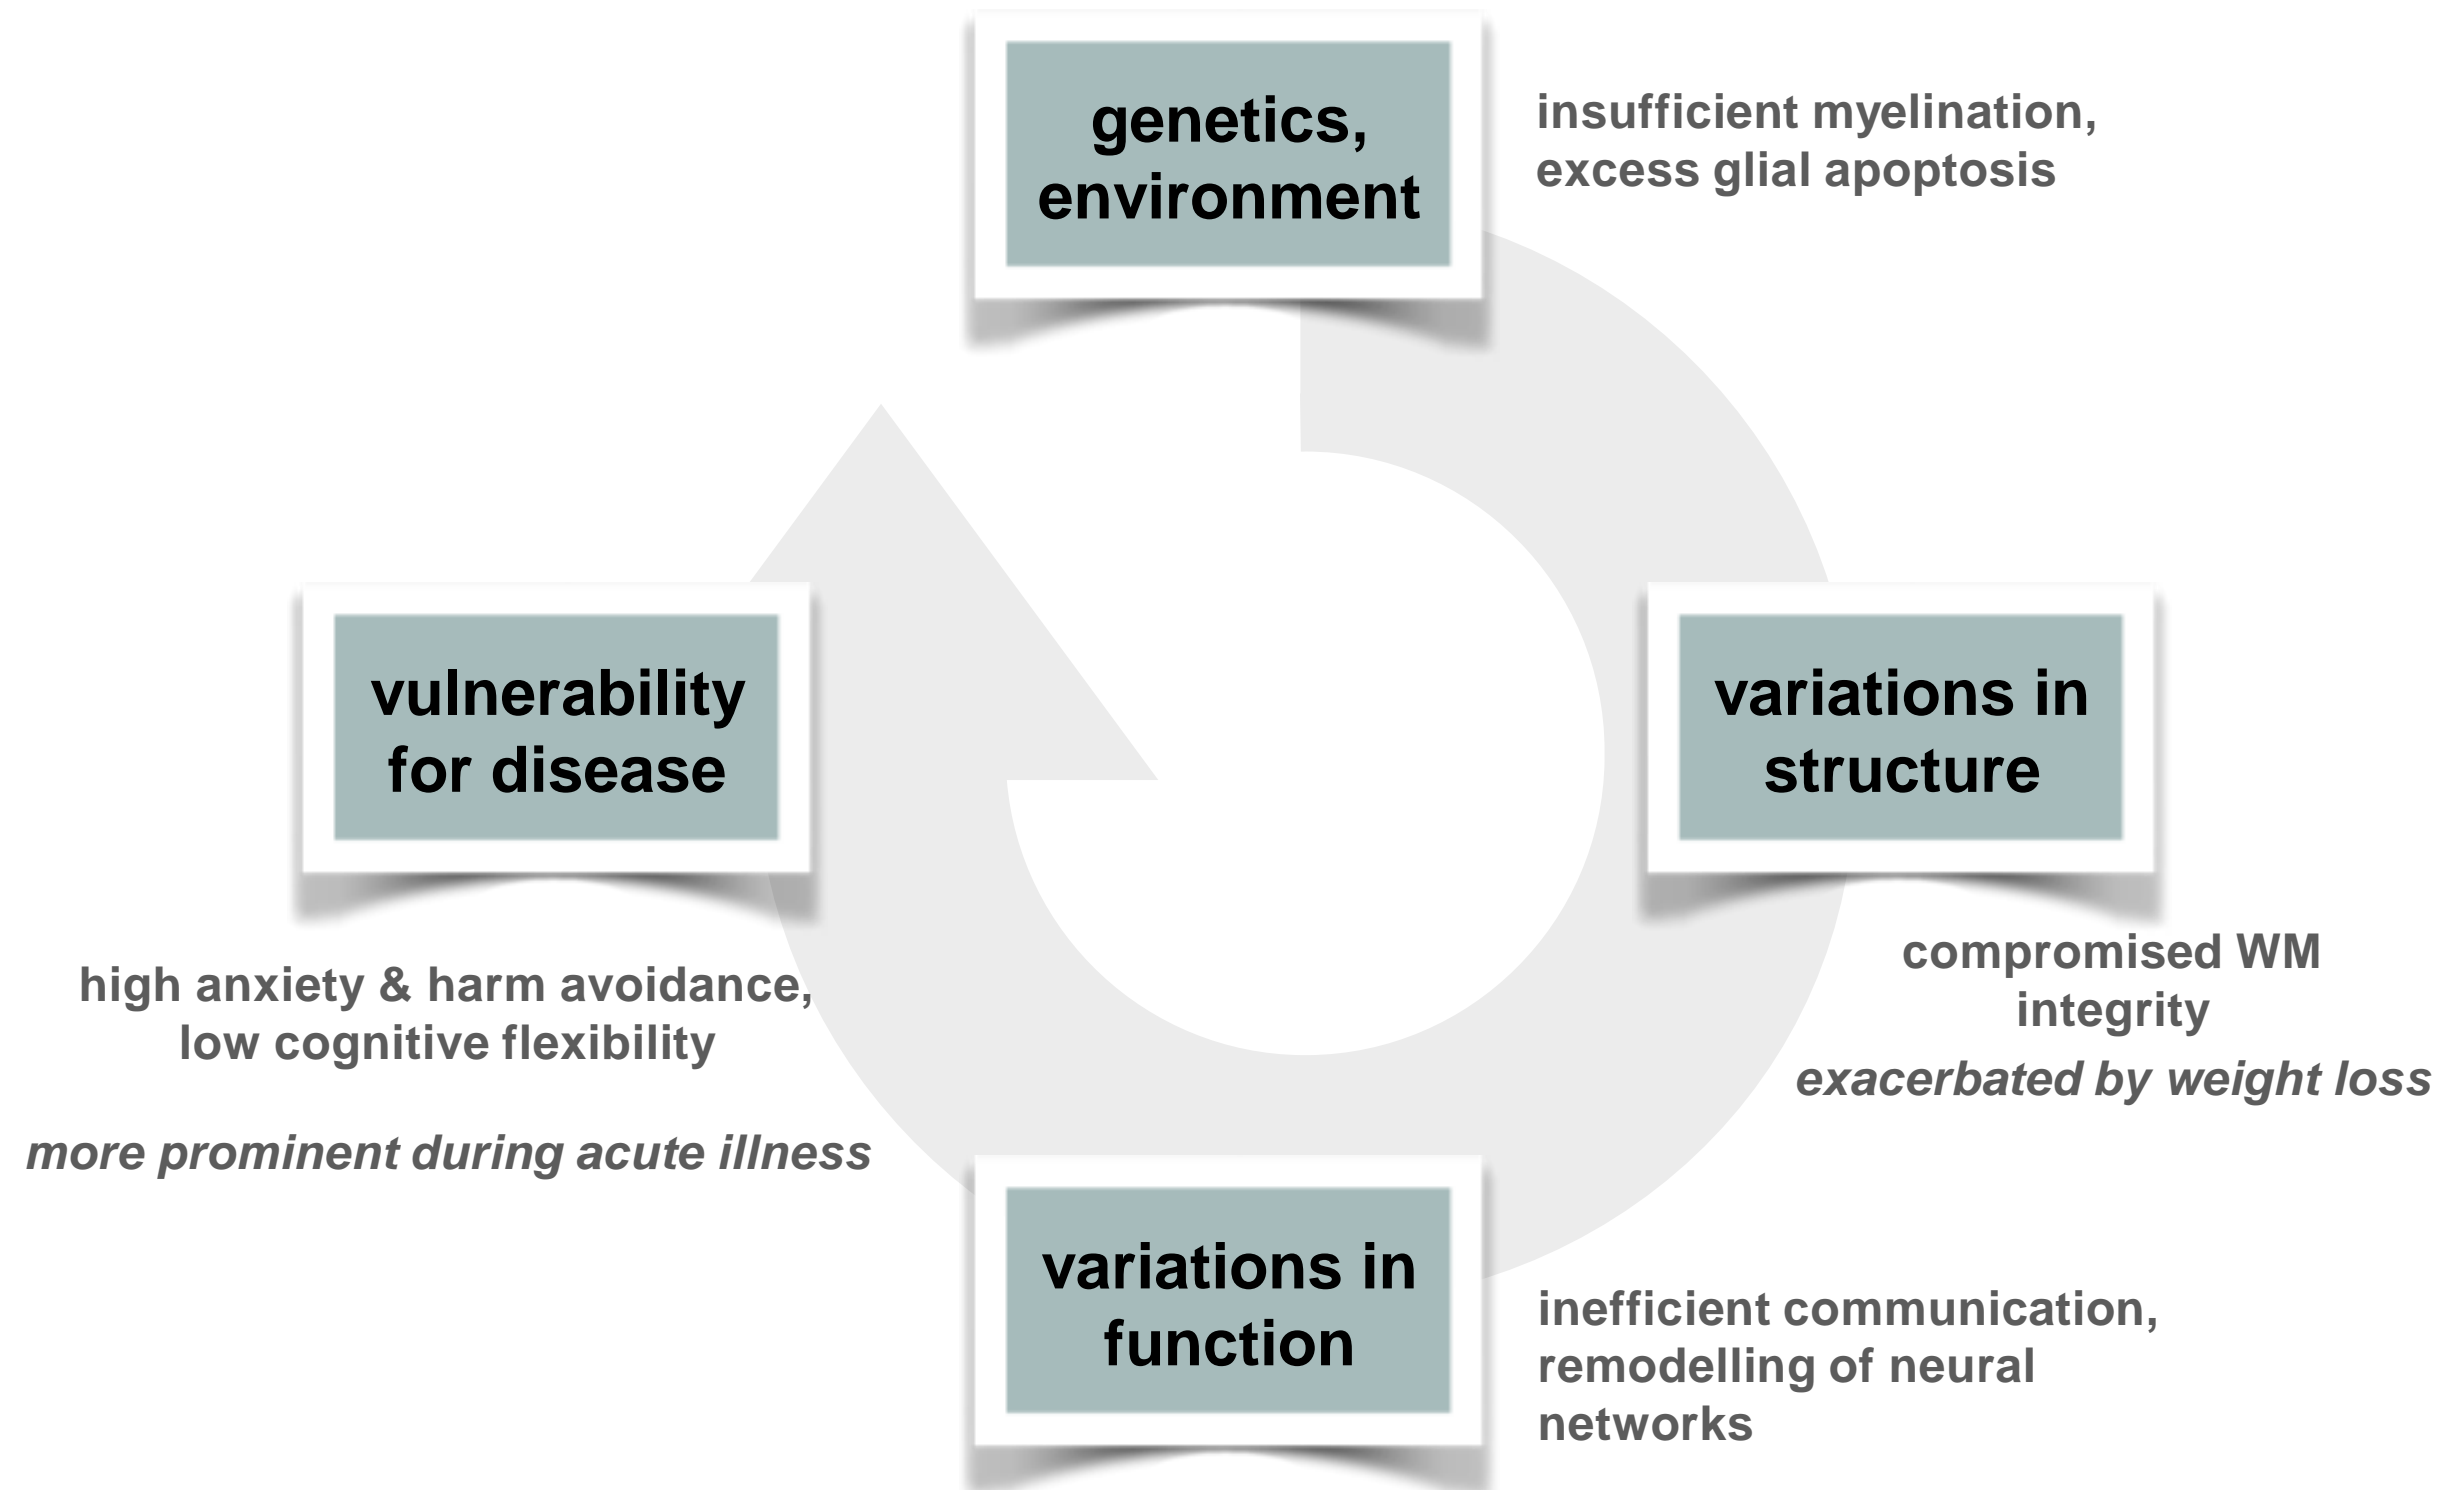 genetics,
environment
insufficient myelination,
excess glial apoptosis
variations in
structure
compromised WM
integrity
exacerbated by weight loss
variations in
function
inefficient communication,
remodelling of neural
networks
vulnerability
for disease
high anxiety & harm avoidance,
low cognitive flexibility
more prominent during acute illness